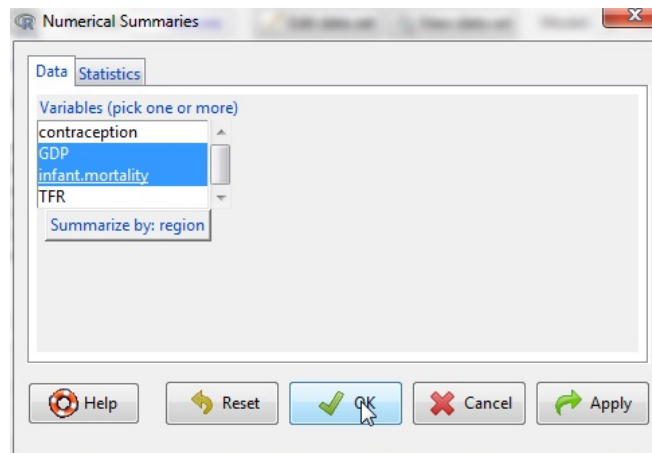 Numerical Summaries
Data Statistics
Variables (pick one or more)
contraception
GDP
infant.mortality
TFR
Summarize by: region
Help Reset OK Cancel Apply